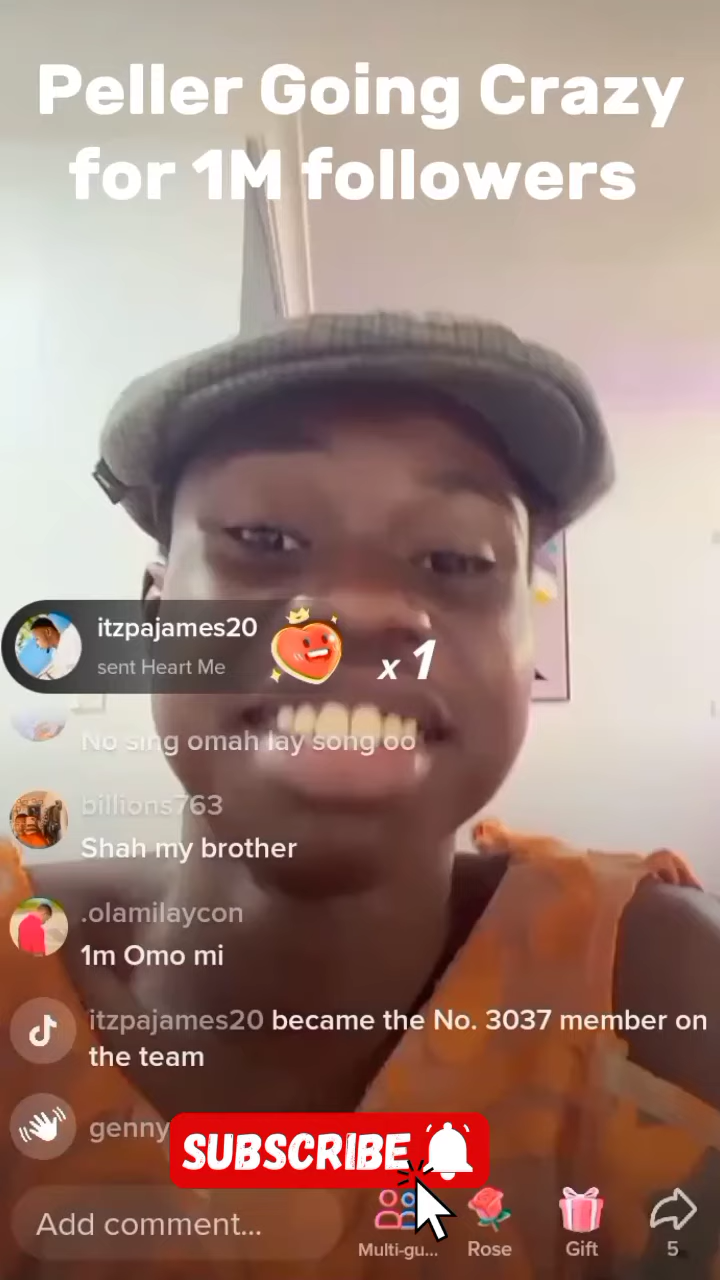 Peller Going Crazy
for 1M followers
itzpajames20
sent Heart Me
x 1
No sing omah lay song oo
billions763
Shah my brother
.olamilaycon
1m Omo mi
itzpajames20 became the No. 3037 member on
the team
genny
SUBSCRIBE
Add comment...
Multi-gu...
Rose
Gift
5